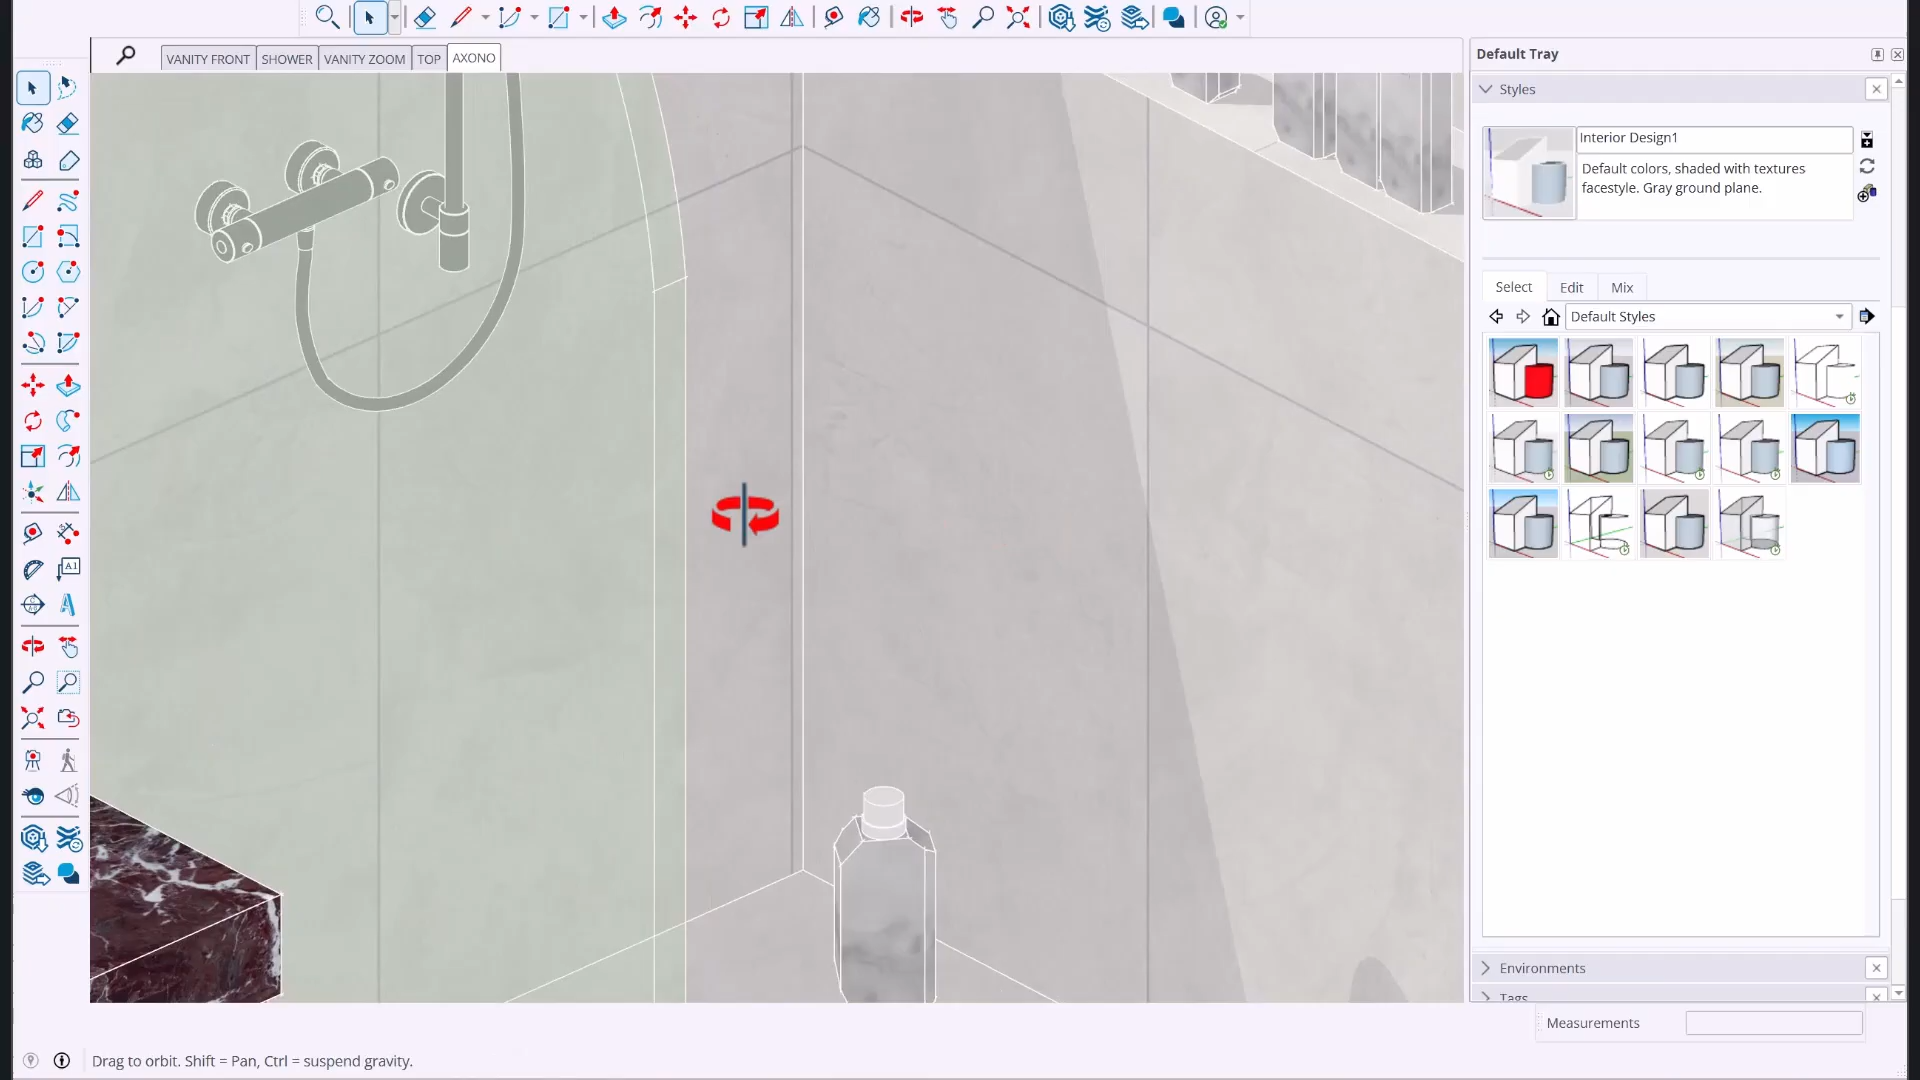 VANITY FRONT
SHOWER
VANITY ZOOM
TOP
AXONO
Default Tray
Styles
Interior Design1
Default colors, shaded with textures
facestyle. Gray ground plane.
Select
Edit
Mix
Default Styles
A1
Environments
Tags
Measurements
Drag to orbit. Shift = Pan, Ctrl = suspend gravity.